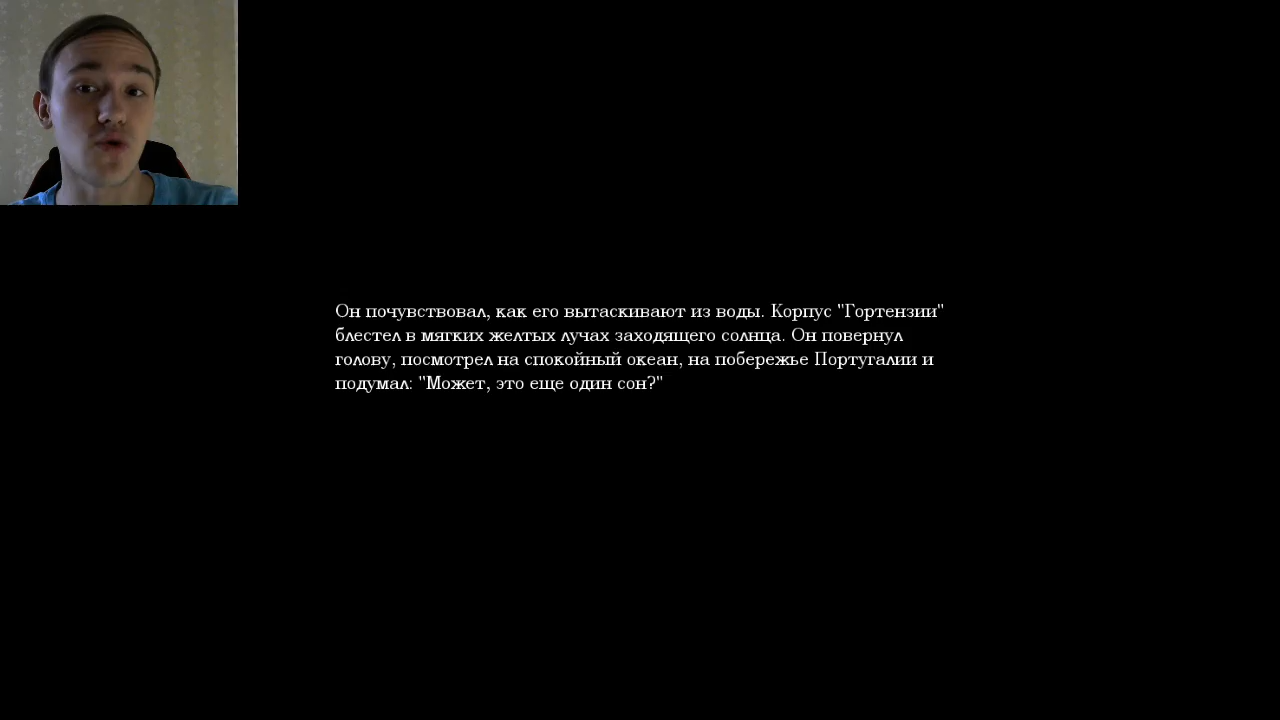 Он почувствовал, как его вытаскивают из воды. Корпус "Гортензии"
блестел в мягких желтых лучах заходящего солнца. Он повернул
голову, посмотрел на спокойный океан, на побережье Португалии и
подумал: "Может, это еще один сон?"